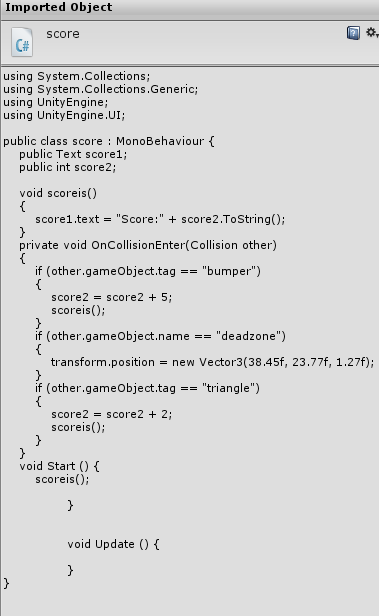 Imported Object
C#
score
using System.Collections;
using System.Collections.Generic;
using UnityEngine;
using UnityEngine.UI;

public class score : MonoBehaviour {
    public Text score1;
    public int score2;

    void scoreis()
    {
        score1.text = "Score:" + score2.ToString();
    }
    private void OnCollisionEnter(Collision other)
    {
        if (other.gameObject.tag == "bumper")
        {
            score2 = score2 + 5;
            scoreis();
        }
        if (other.gameObject.name == "deadzone")
        {
            transform.position = new Vector3(38.45f, 23.77f, 1.27f);
        }
        if (other.gameObject.tag == "triangle")
        {
            score2 = score2 + 2;
            scoreis();
        }
    }
    void Start () {
        scoreis();

                }


                void Update () {

                }
}